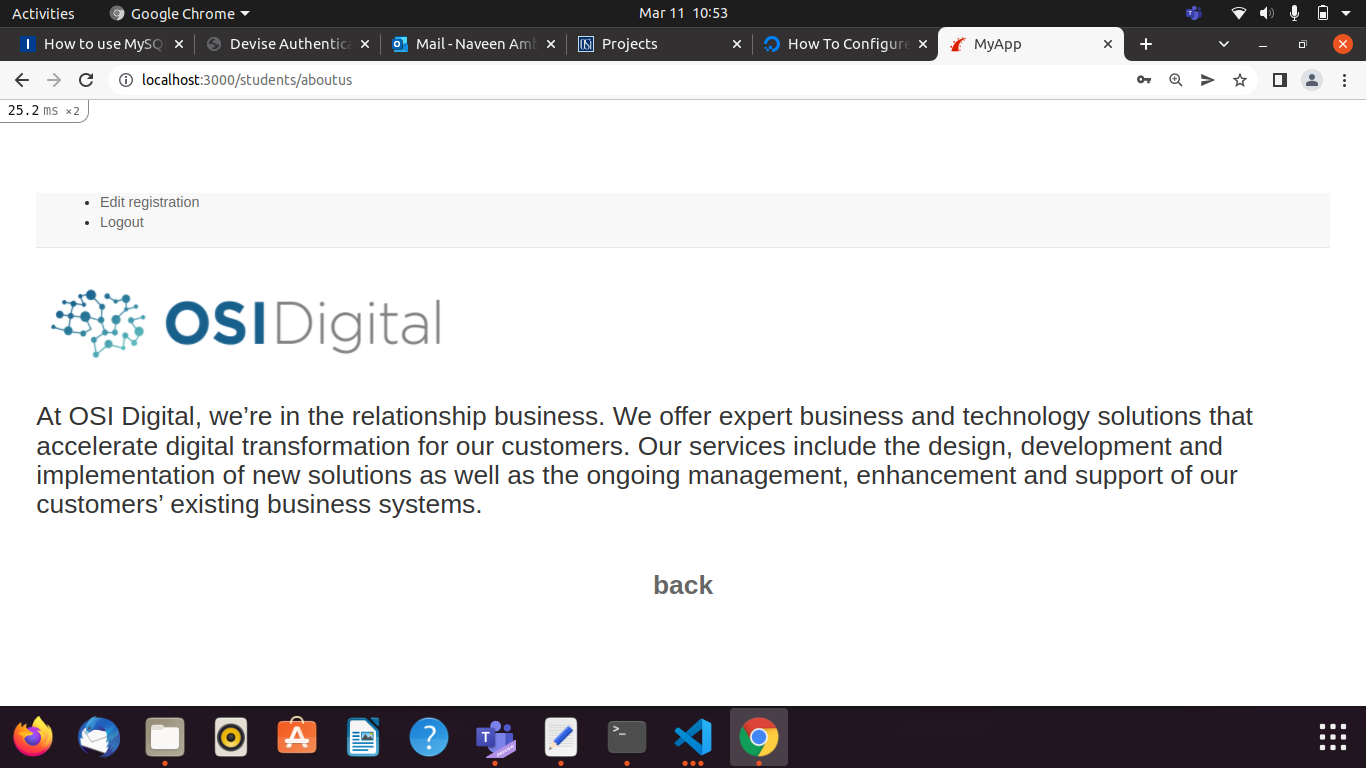 Activities
Google Chrome
Mar 11 10:53
How to use MySQ
Devise Authentica
Mail - Naveen Amb
Projects
How To Configure
MyApp
localhost:3000/students/aboutus
25.2 ms ×2
Edit registration
Logout
OSI Digital
At OSI Digital, we’re in the relationship business. We offer expert business and technology solutions that
accelerate digital transformation for our customers. Our services include the design, development and
implementation of new solutions as well as the ongoing management, enhancement and support of our
customers’ existing business systems.
back